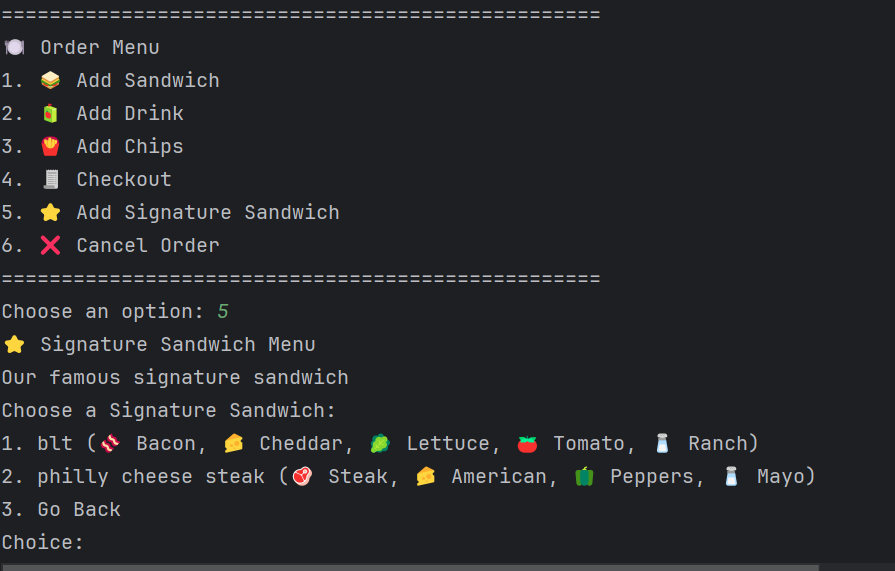 ==================================================
🍽️ Order Menu
1. 🥪 Add Sandwich
2. 🧃 Add Drink
3. 🍟 Add Chips
4. 🧾 Checkout
5. ⭐ Add Signature Sandwich
6. ❌ Cancel Order
==================================================
Choose an option: 5
⭐ Signature Sandwich Menu
Our famous signature sandwich
Choose a Signature Sandwich:
1. blt (🥓 Bacon, 🧀 Cheddar, 🥬 Lettuce, 🍅 Tomato, 🧂 Ranch)
2. philly cheese steak (🥩 Steak, 🧀 American, 🫑 Peppers, 🧂 Mayo)
3. Go Back
Choice: